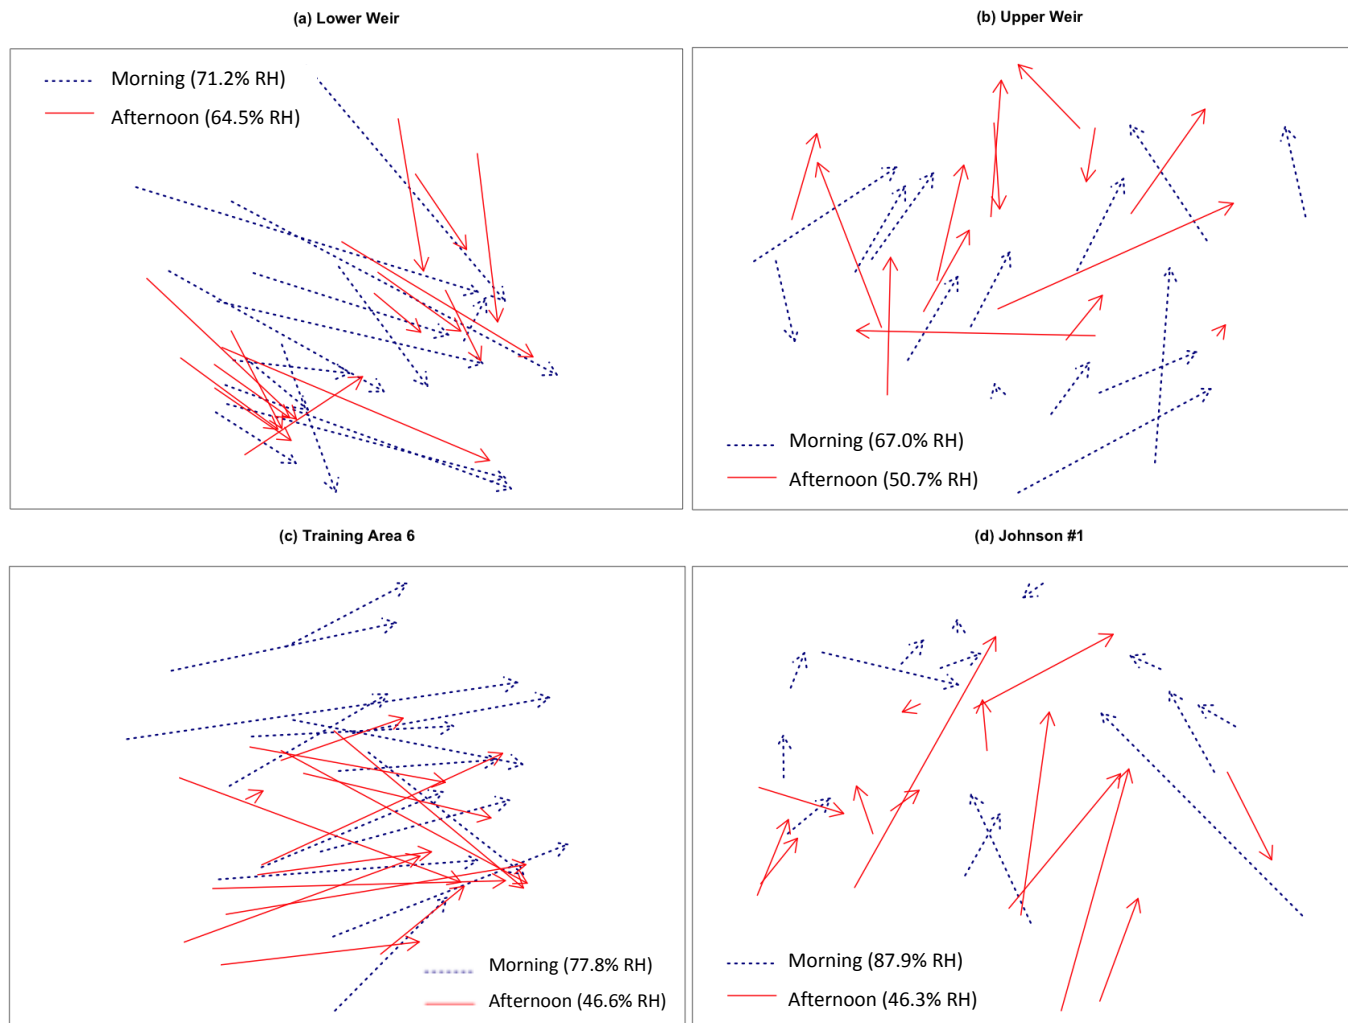 (a) Lower Weir
Morning (71.2% RH)
Afternoon (64.5% RH)
(b) Upper Weir
Morning (67.0% RH)
Afternoon (50.7% RH)
(c) Training Area 6
Morning (77.8% RH)
Afternoon (46.6% RH)
(d) Johnson #1
Morning (87.9% RH)
Afternoon (46.3% RH)